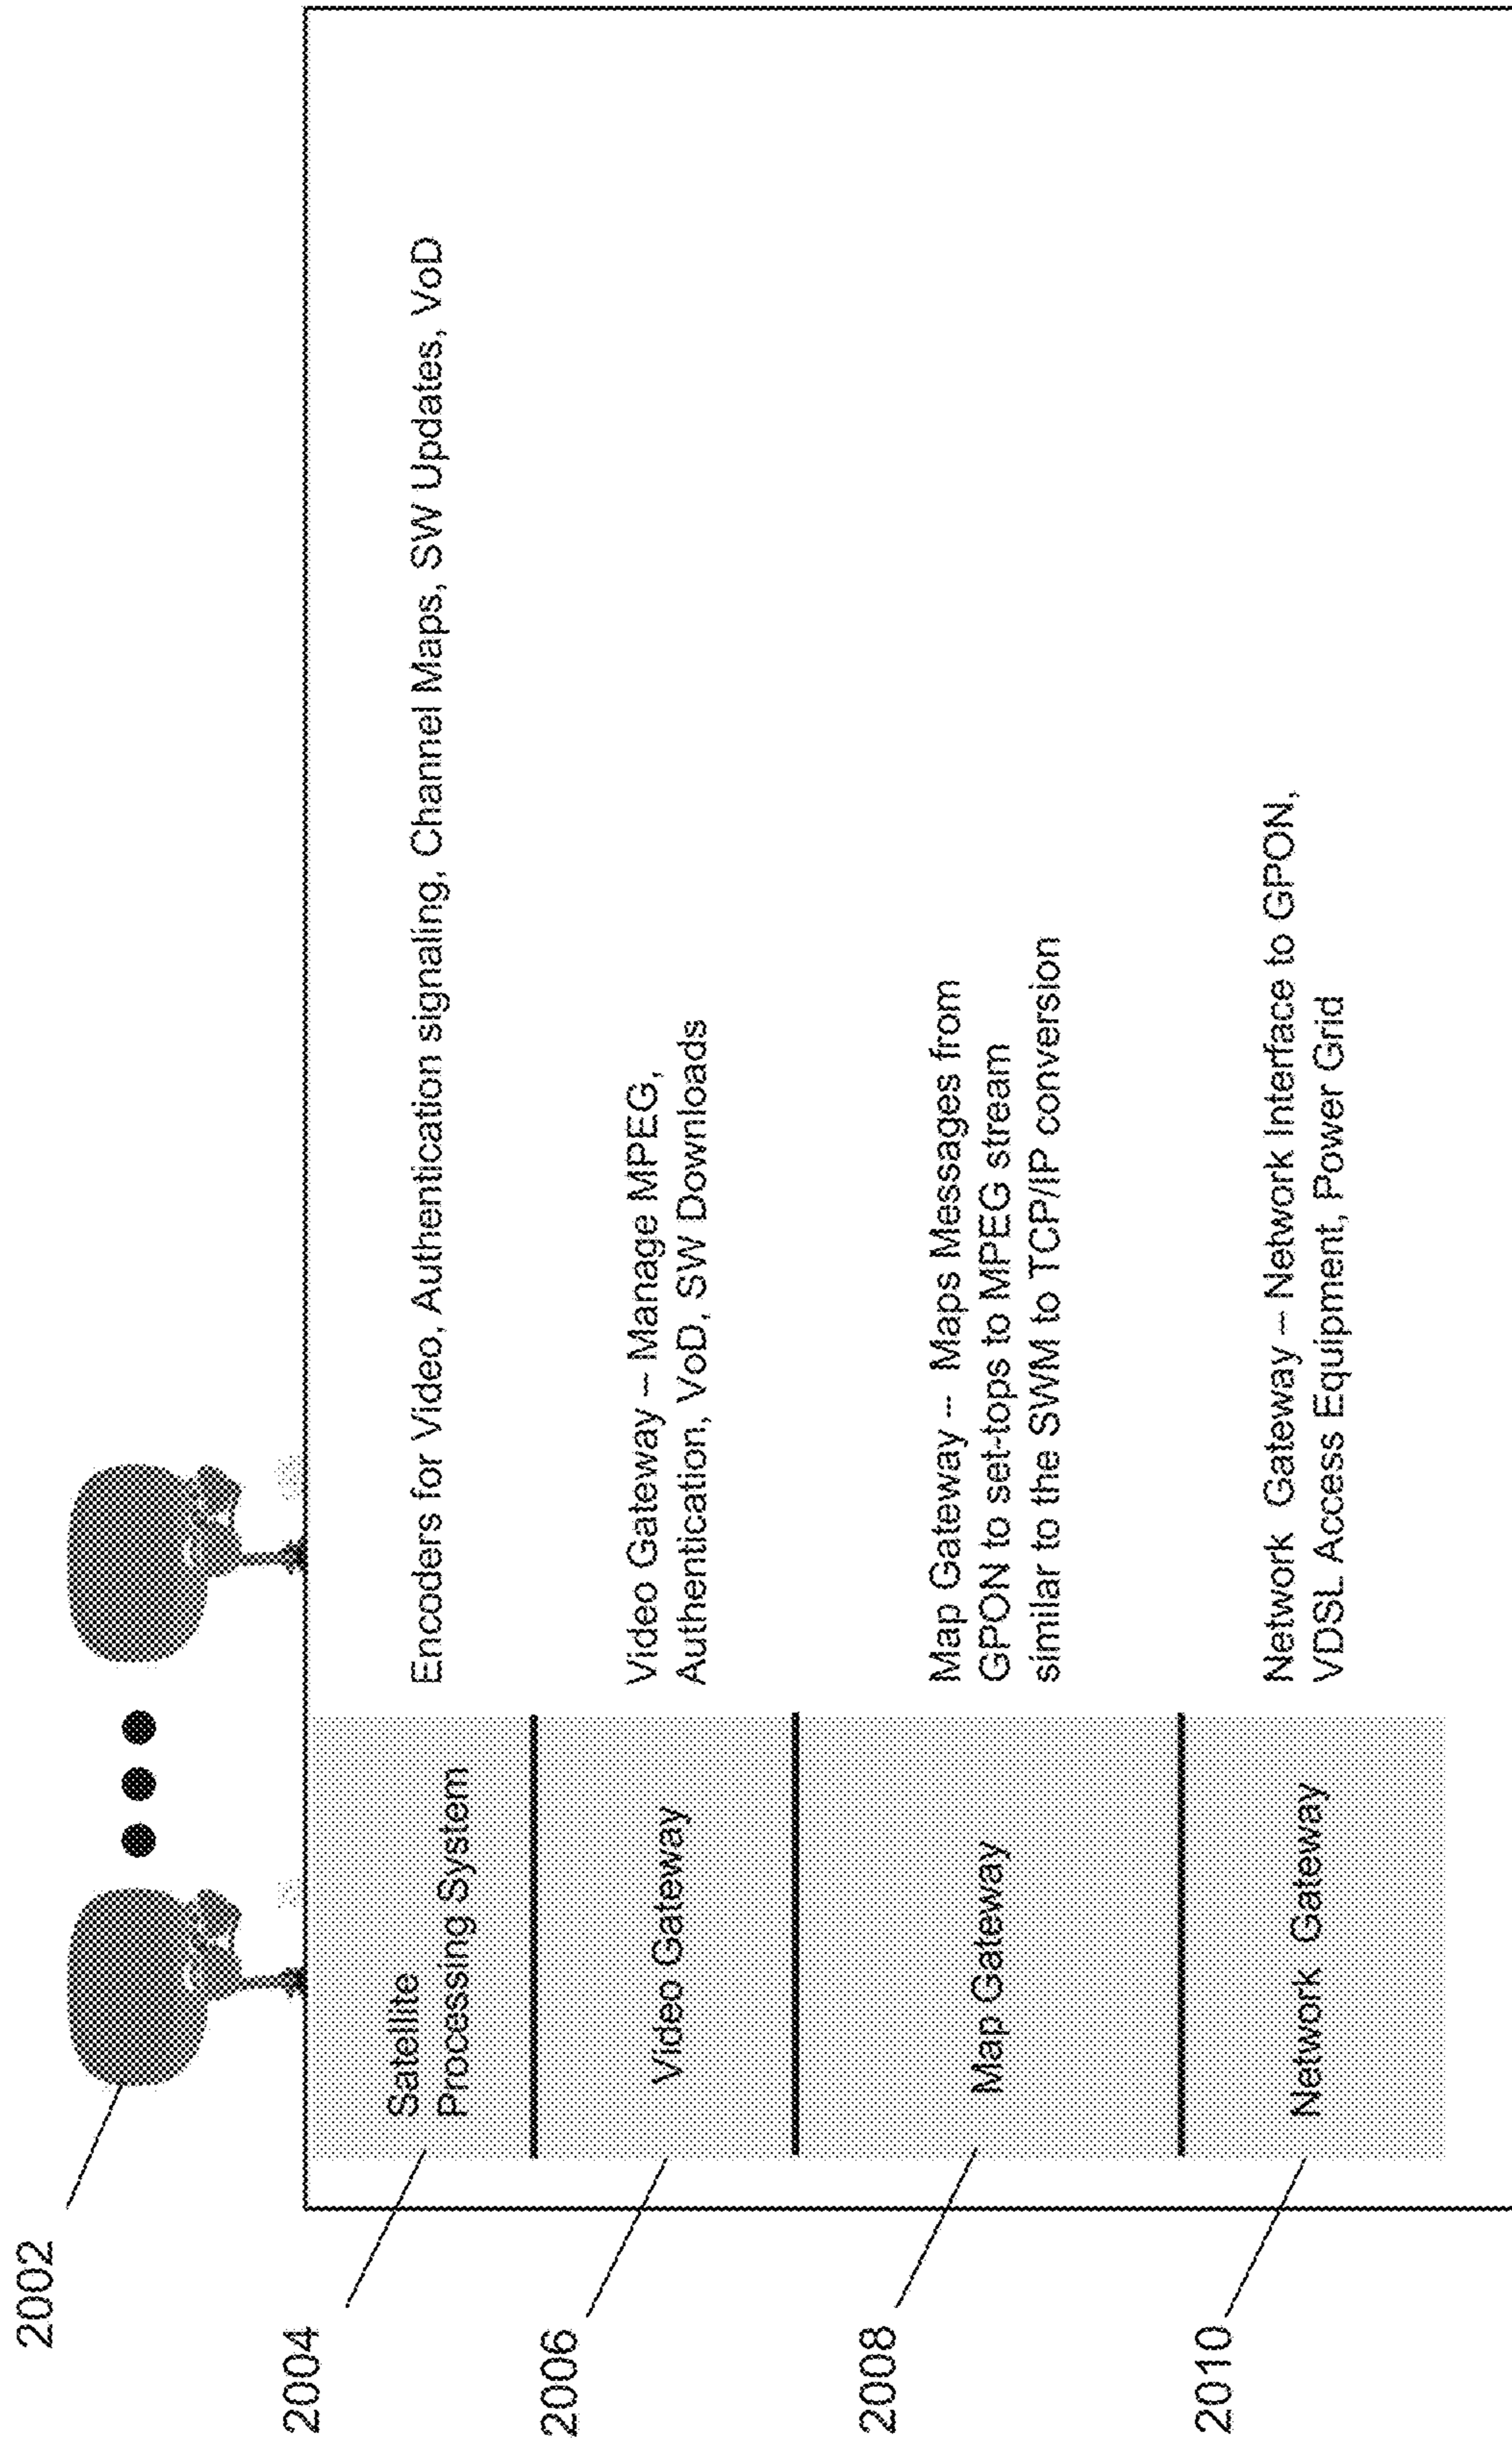 2002
2004
Satellite
Processing System
Encoders for Video, Authentication signaling, Channel Maps, SW Updates, VoD
2006
Video Gateway
Video Gateway -- Manage MPEG,
Authentication, VoD, SW Downloads
2008
Map Gateway
Map Gateway -- Maps Messages from
GPON to set-tops to MPEG stream
similar to the SWM to TCP/IP conversion
2010
Network Gateway
Network Gateway -- Network Interface to GPON,
VDSL Access Equipment, Power Grid